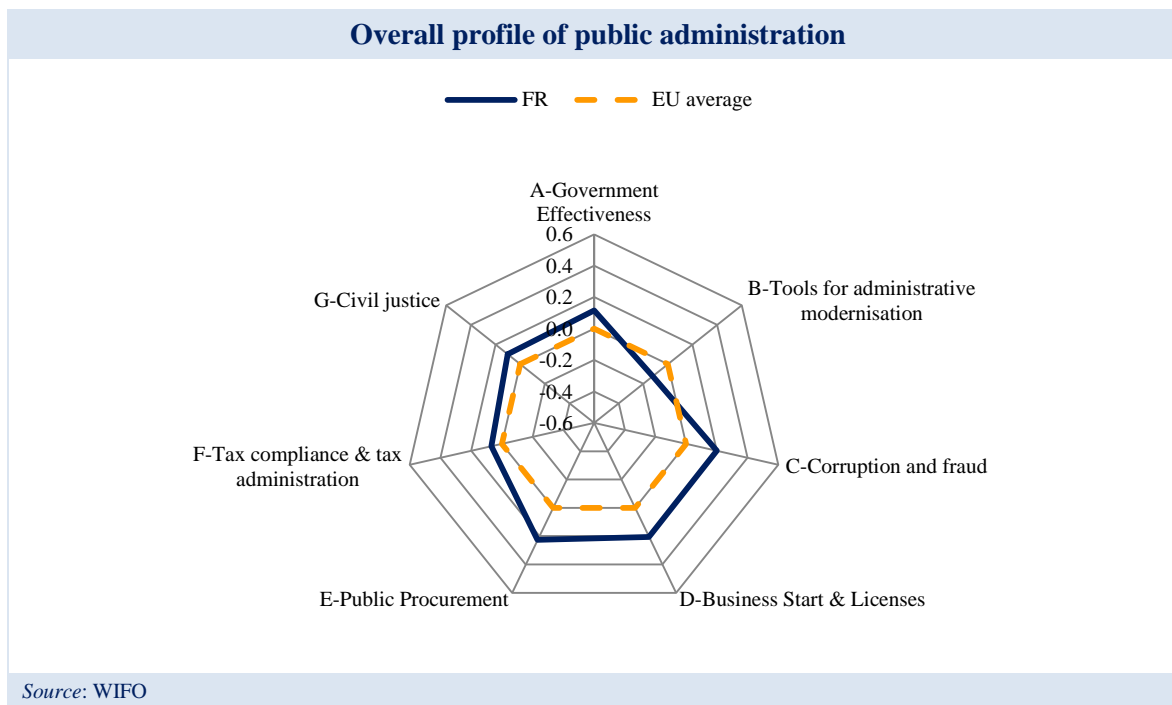 Overall profile of public administration
FR
EU average
A-Government
Effectiveness
0.6
0.4
0.2
0.0
-0.2
-0.4
-0.6
B-Tools for administrative
modernisation
G-Civil justice
C-Corruption and fraud
F-Tax compliance & tax
administration
E-Public Procurement
D-Business Start & Licenses
Source: WIFO